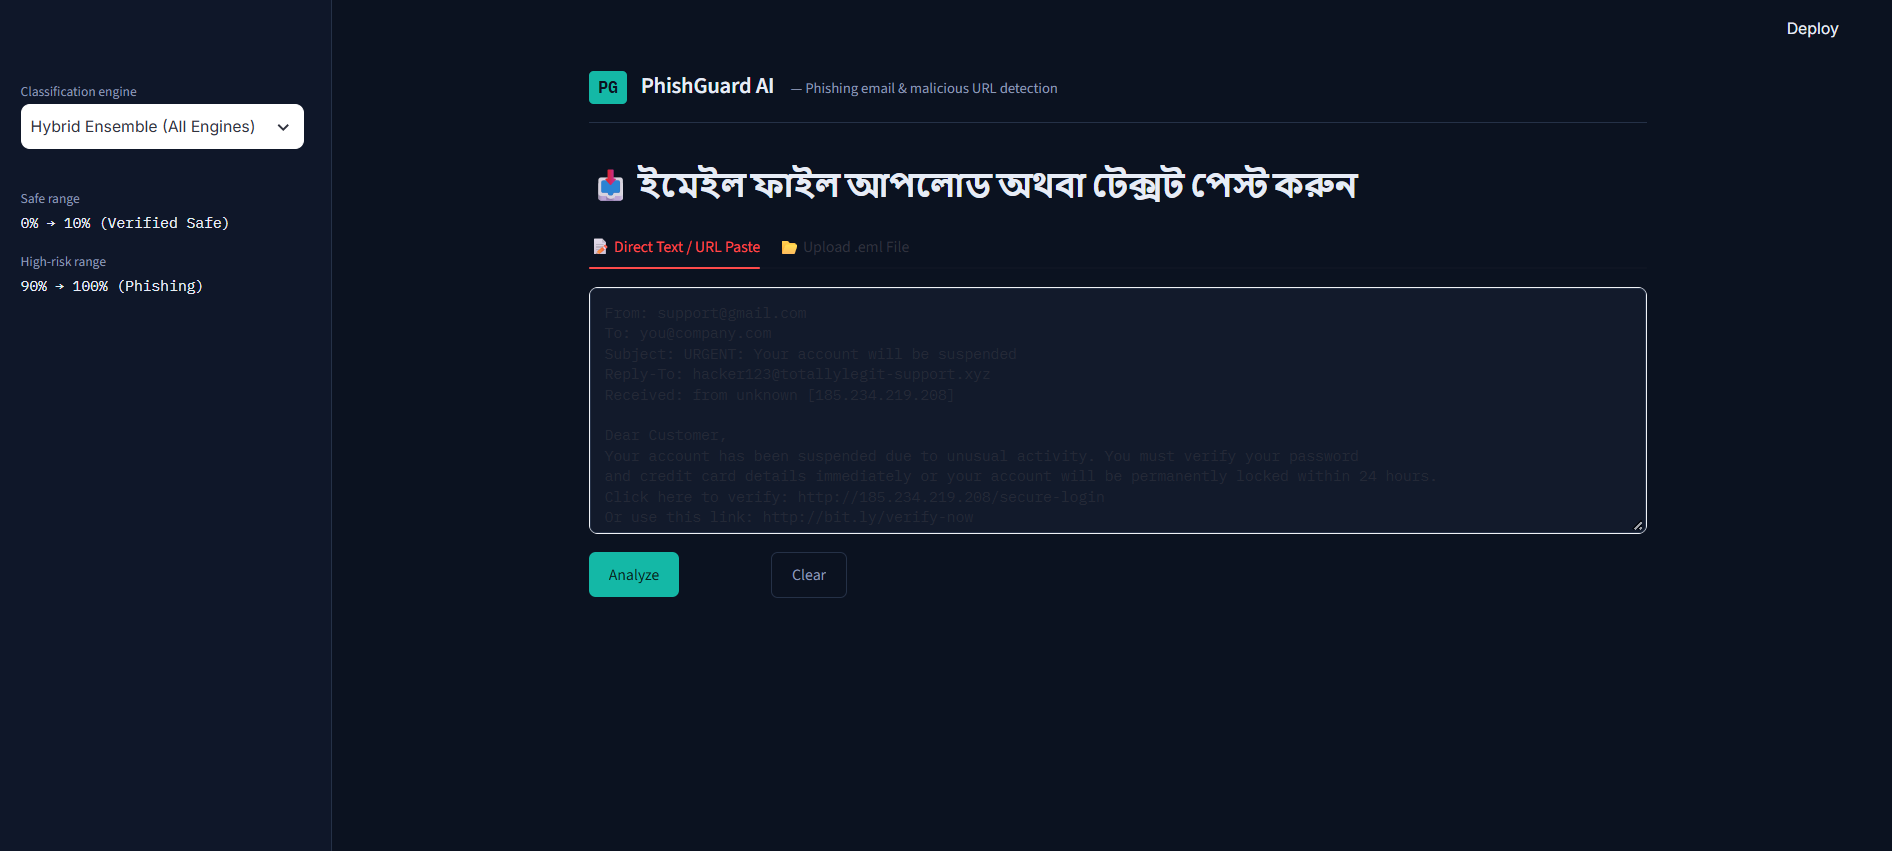 Deploy
Classification engine
Hybrid Ensemble (All Engines)
Safe range
0% → 10% (Verified Safe)
High-risk range
90% → 100% (Phishing)
PG PhishGuard AI — Phishing email & malicious URL detection
ইমেইল ফাইল আপলোড অথবা টেক্সট পেস্ট করুন
Direct Text / URL Paste Upload .eml File
From: support@gmail.com
To: you@company.com
Subject: URGENT: Your account will be suspended
Reply-To: hacker123@totallylegit-support.xyz
Received: from unknown [185.234.219.208]
Dear Customer,
Your account has been suspended due to unusual activity. You must verify your password
and credit card details immediately or your account will be permanently locked within 24 hours.
Click here to verify: http://185.234.219.208/secure-login
Or use this link: http://bit.ly/verify-now
Analyze Clear